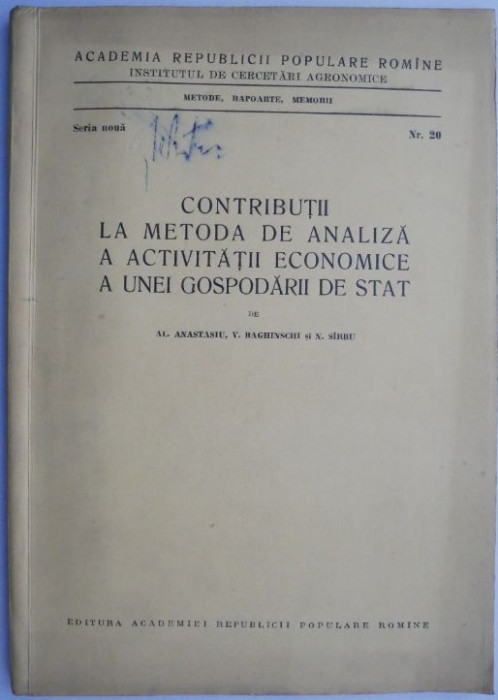 ACADEMIA REPUBLICII POPULARE ROMÎNE
INSTITUTUL DE CERCETĂRI AGRONOMICE
METODE, RAPOARTE, MEMORII
Seria nouă Nr. 20
CONTRIBUȚII
LA METODA DE ANALIZĂ
A ACTIVITĂȚII ECONOMICE
A UNEI GOSPODĂRII DE STAT
DE
AL. ANASTASIU, V. BAGHINSCHI și N. SÎRBU
EDITURA ACADEMIEI REPUBLICII POPULARE ROMÎNE